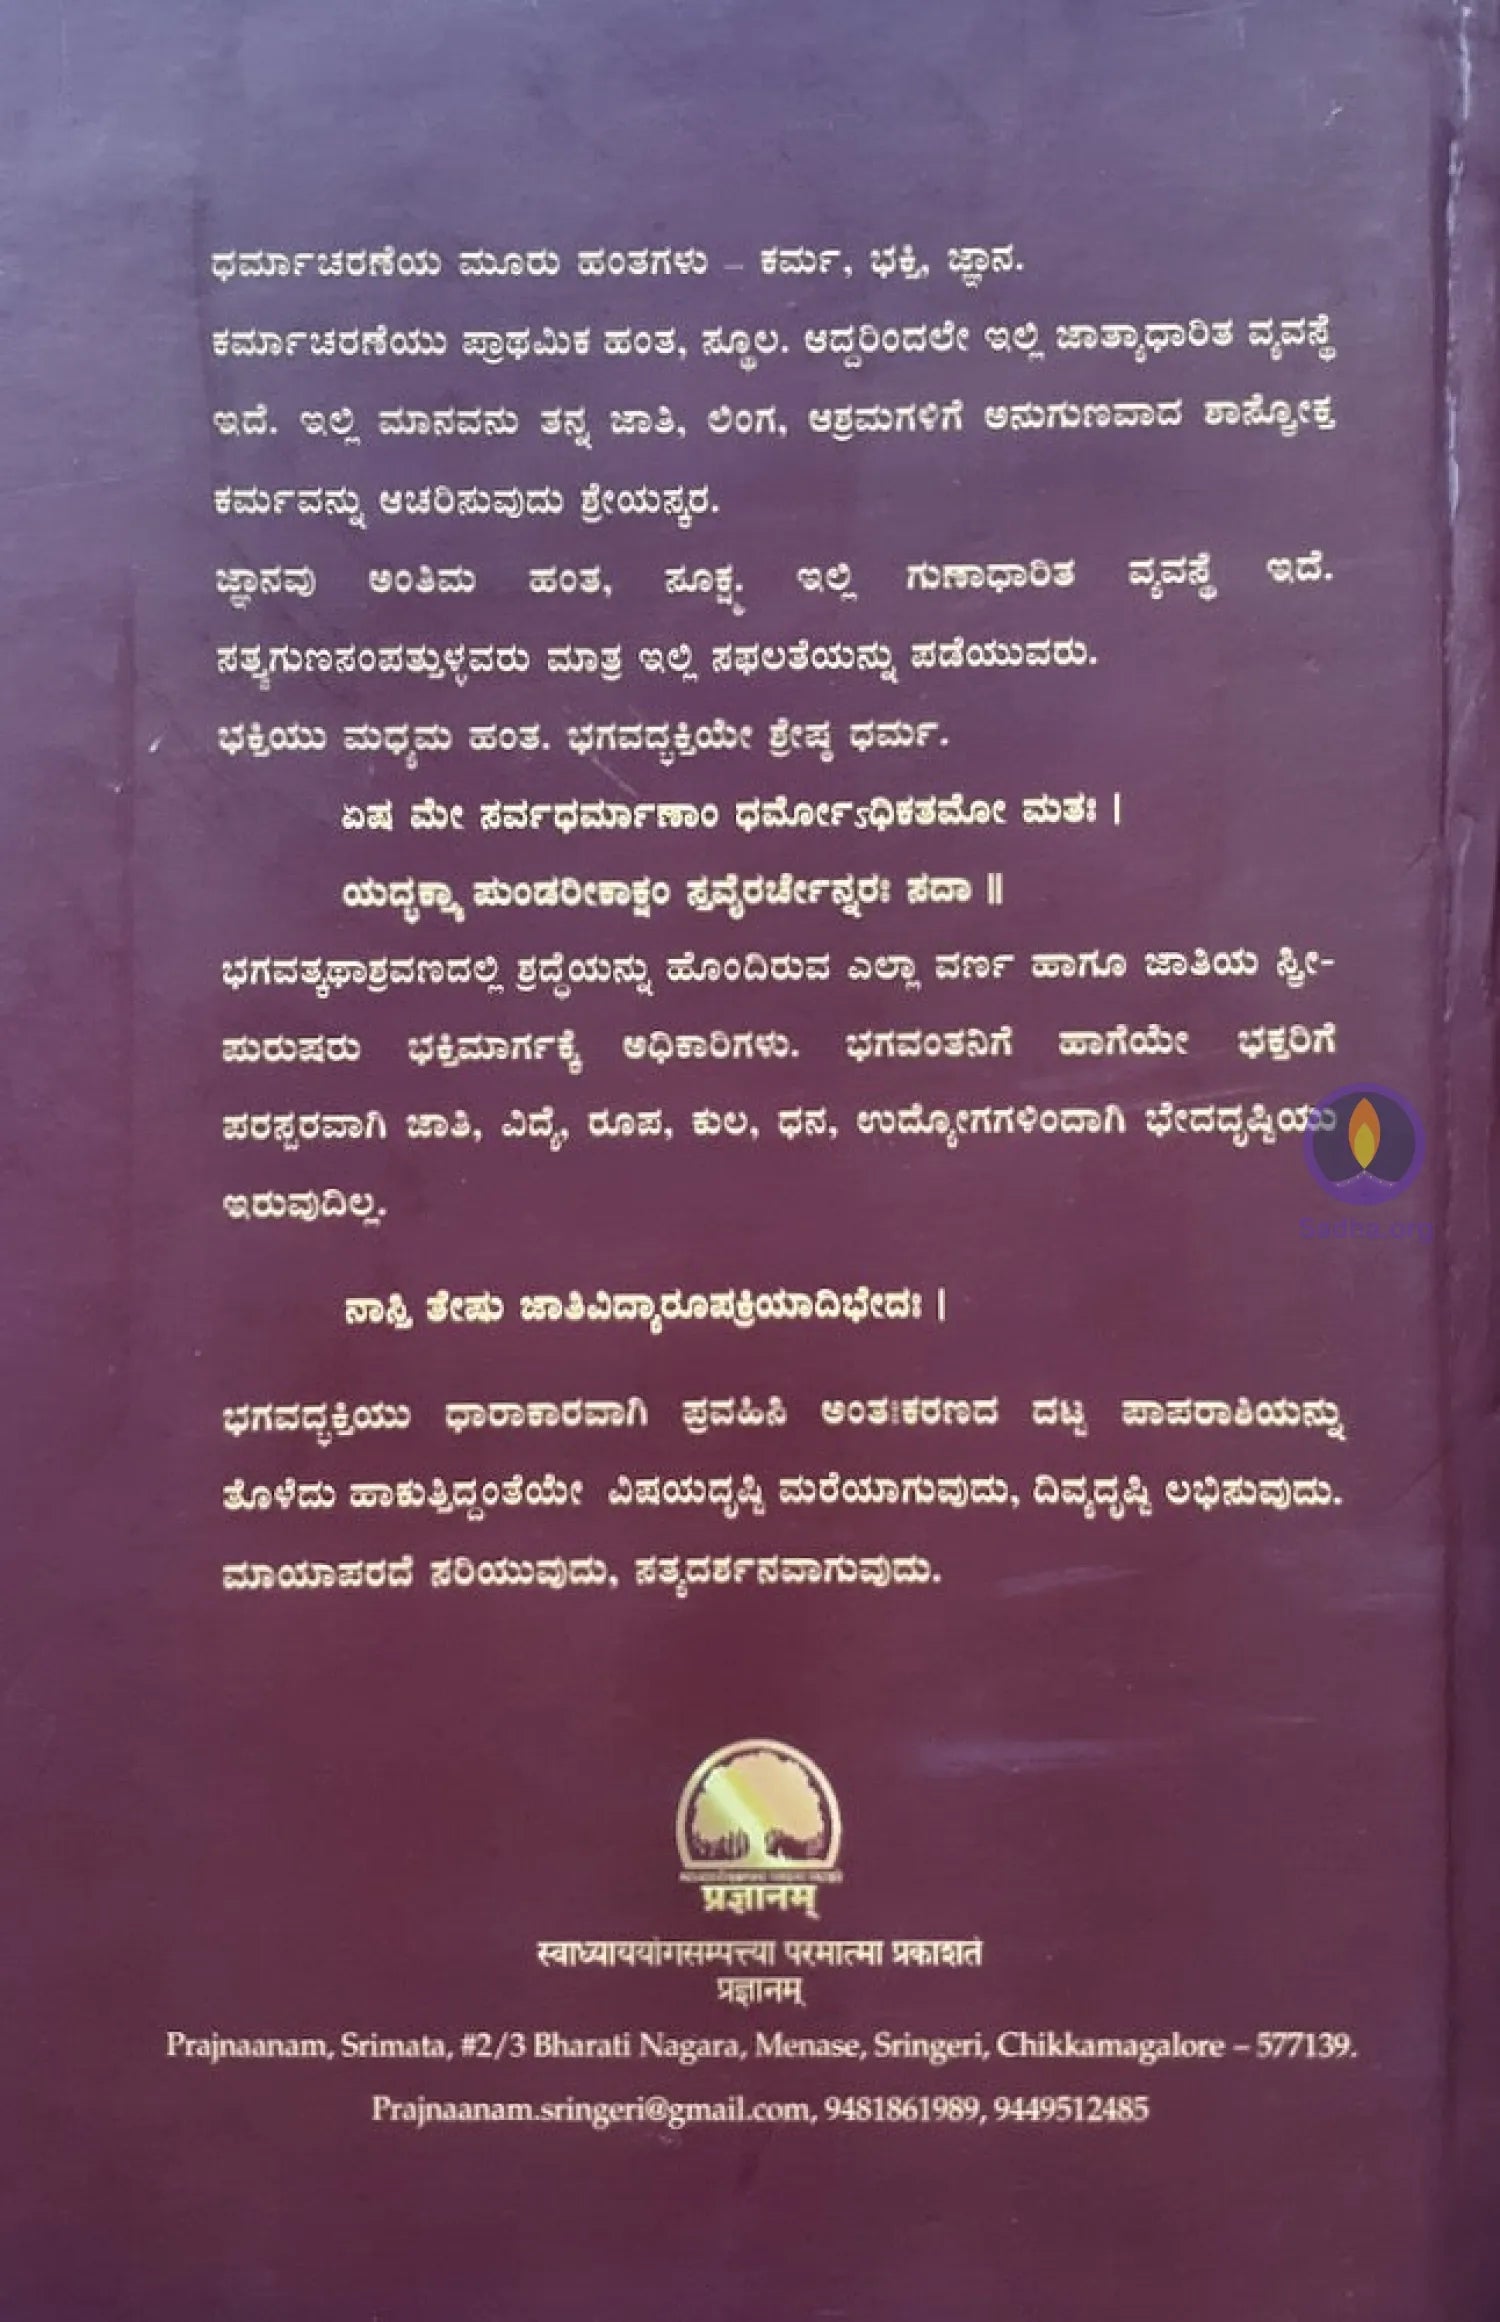 ಧರ್ಮಾಚರಣೆಯ ಮೂರು ಹಂತಗಳು – ಕರ್ಮ, ಭಕ್ತಿ, ಜ್ಞಾನ.
ಕರ್ಮಾಚರಣೆಯು ಪ್ರಾಥಮಿಕ ಹಂತ, ಸ್ಥೂಲ. ಆದ್ದರಿಂದಲೇ ಇಲ್ಲಿ ಜಾತ್ಯಾಧಾರಿತ ವ್ಯವಸ್ಥೆ
ಇದೆ. ಇಲ್ಲಿ ಮಾನವನು ತನ್ನ ಜಾತಿ, ಲಿಂಗ, ಆಶ್ರಮಗಳಿಗೆ ಅನುಗುಣವಾದ ಶಾಸ್ತ್ರೋಕ್ತ
ಕರ್ಮವನ್ನು ಆಚರಿಸುವುದು ಶ್ರೇಯಸ್ಕರ.
ಜ್ಞಾನವು ಅಂತಿಮ ಹಂತ, ಸೂಕ್ಷ್ಮ. ಇಲ್ಲಿ ಗುಣಾಧಾರಿತ ವ್ಯವಸ್ಥೆ ಇದೆ.
ಸತ್ತ್ವಗುಣಸಂಪತ್ತುಳ್ಳವರು ಮಾತ್ರ ಇಲ್ಲಿ ಸಫಲತೆಯನ್ನು ಪಡೆಯುವರು.
ಭಕ್ತಿಯು ಮಧ್ಯಮ ಹಂತ. ಭಗವದ್ಭಕ್ತಿಯೇ ಶ್ರೇಷ್ಠ ಧರ್ಮ.
ಏಷ ಮೇ ಸರ್ವಧರ್ಮಾಣಾಂ ಧರ್ಮೋಽಧಿಕತಮೋ ಮತಃ |
ಯದ್ಭಕ್ತ್ಯಾ ಪುಂಡರೀಕಾಕ್ಷಂ ಸ್ತವೈರರ್ಚೇನ್ನರಃ ಸದಾ ||
ಭಗವತ್ಕಥಾಶ್ರವಣದಲ್ಲಿ ಶ್ರದ್ಧೆಯನ್ನು ಹೊಂದಿರುವ ಎಲ್ಲಾ ವರ್ಣ ಹಾಗೂ ಜಾತಿಯ ಸ್ತ್ರೀ-
ಪುರುಷರು ಭಕ್ತಿಮಾರ್ಗಕ್ಕೆ ಅಧಿಕಾರಿಗಳು. ಭಗವಂತನಿಗೆ ಹಾಗೆಯೇ ಭಕ್ತರಿಗೆ
ಪರಸ್ಪರವಾಗಿ ಜಾತಿ, ವಿದ್ಯೆ, ರೂಪ, ಕುಲ, ಧನ, ಉದ್ಯೋಗಗಳಿಂದಾಗಿ ಭೇದದೃಷ್ಟಿಯು
ಇರುವುದಿಲ್ಲ.
ನಾಸ್ತಿ ತೇಷು ಜಾತಿವಿದ್ಯಾರೂಪಕ್ರಿಯಾದಿಭೇದಃ |
ಭಗವದ್ಭಕ್ತಿಯು ಧಾರಾಕಾರವಾಗಿ ಪ್ರವಹಿಸಿ ಅಂತಃಕರಣದ ದಟ್ಟ ಪಾಪರಾಶಿಯನ್ನು
ತೊಳೆದು ಹಾಕುತ್ತಿದ್ದಂತೆಯೇ ವಿಷಯದೃಷ್ಟಿ ಮರೆಯಾಗುವುದು, ದಿವ್ಯದೃಷ್ಟಿ ಲಭಿಸುವುದು.
ಮಾಯಾಪರದೆ ಸರಿಯುವುದು, ಸತ್ಯದರ್ಶನವಾಗುವುದು.
Sadha.org
प्रज्ञानम्
स्वाध्याययोगसम्पत्त्या परमात्मा प्रकाशते
प्रज्ञानम्
Prajnaanam, Srimata, #2/3 Bharati Nagara, Menase, Sringeri, Chikkamagalore – 577139.
Prajnaanam.sringeri@gmail.com, 9481861989, 9449512485